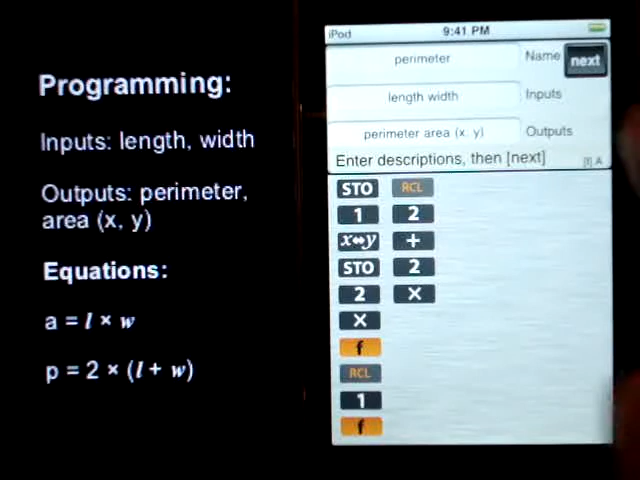 Programming:
Inputs: length, width
Outputs: perimeter,
area (x, y)
Equations:
a = l × w
p = 2 × (l + w)
iPod 9:41 PM
perimeter Name next
length width Inputs
perimeter area (x, y) Outputs
Enter descriptions, then [next]
STO RCL
1 2
x↔y +
STO 2
2 ×
×
f
RCL
1
f